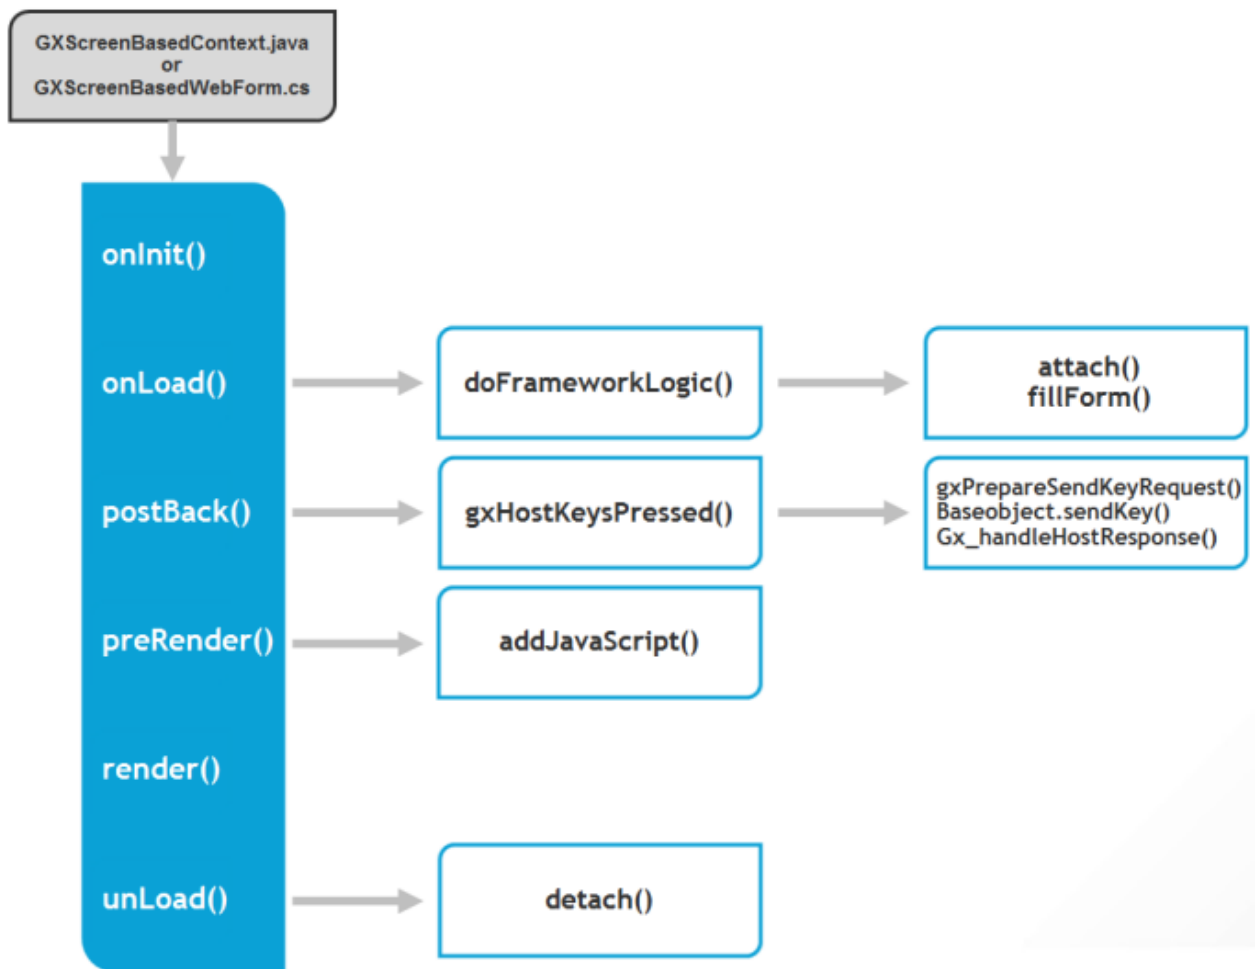 GXScreenBasedContext.java
or
GXScreenBasedWebForm.cs
onInit()
onLoad()
doFrameworkLogic()
attach()
fillForm()
postBack()
gxHostKeysPressed()
gxPrepareSendKeyRequest()
Baseobject.sendKey()
Gx_handleHostResponse()
preRender()
addJavaScript()
render()
unLoad()
detach()